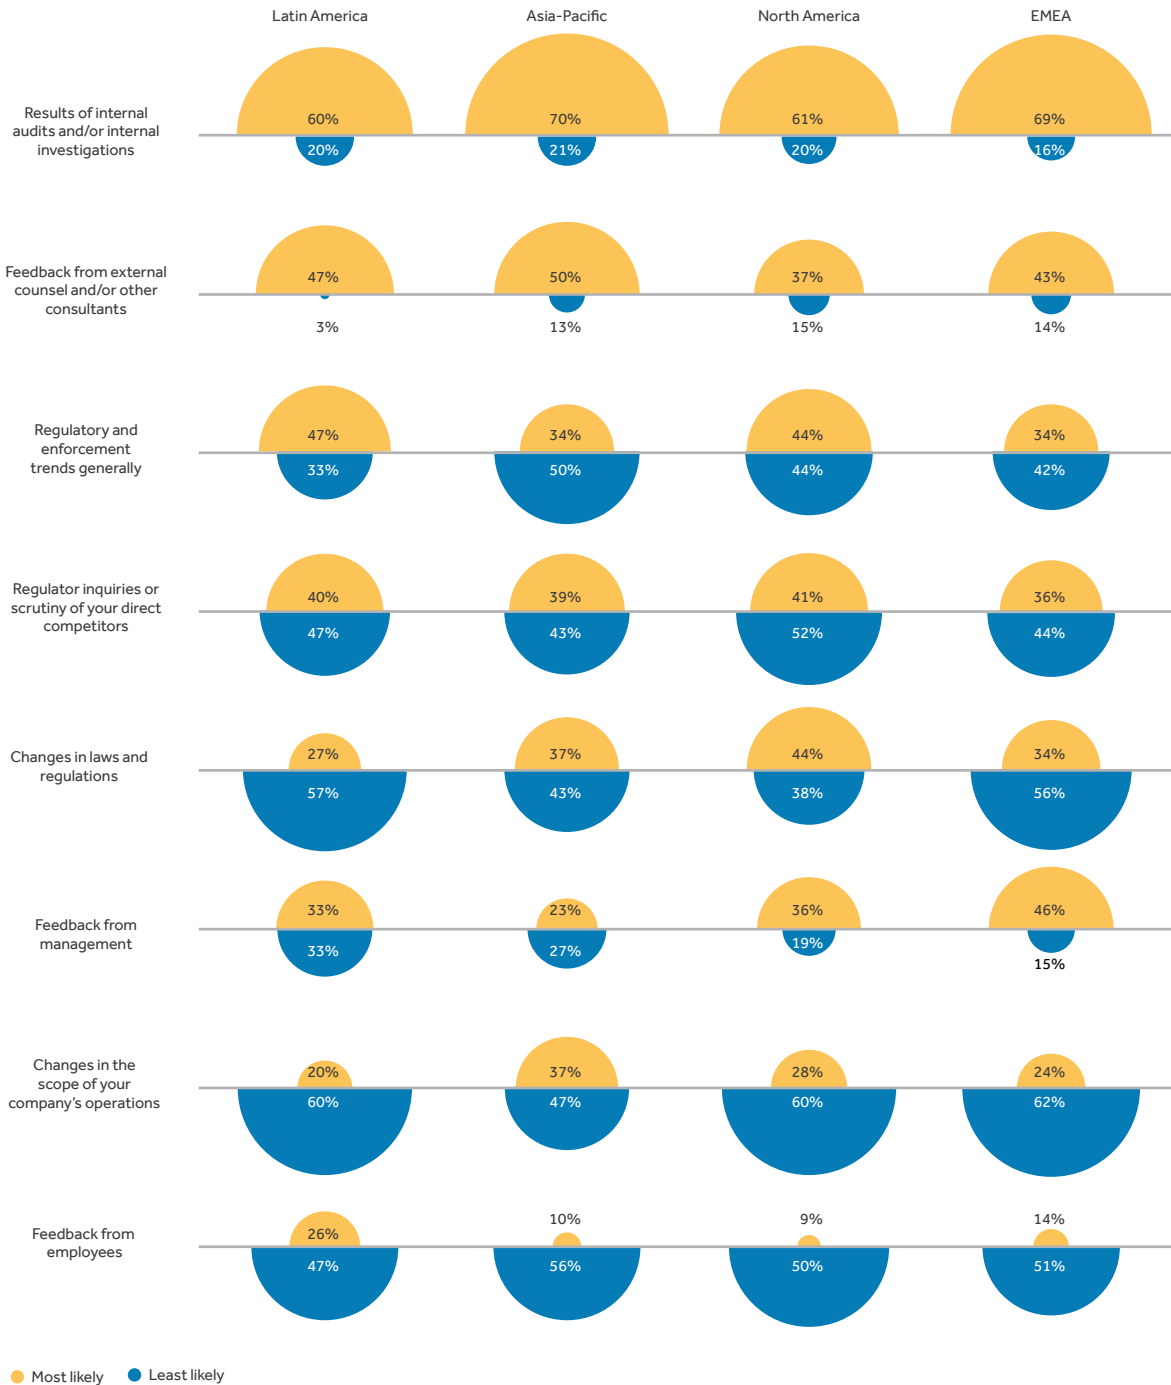 Latin America
Asia-Pacific
North America
EMEA
Results of internal
audits and/or internal
investigations
60%
70%
61%
69%
20%
21%
20%
16%
Feedback from external
counsel and/or other
consultants
47%
50%
37%
43%
3%
13%
15%
14%
Regulatory and
enforcement
trends generally
47%
34%
44%
34%
33%
50%
44%
42%
Regulator inquiries or
scrutiny of your direct
competitors
40%
39%
41%
36%
47%
43%
52%
44%
Changes in laws and
regulations
27%
37%
44%
34%
57%
43%
38%
56%
Feedback from
management
33%
23%
36%
46%
33%
27%
19%
15%
Changes in the
scope of your
company's operations
20%
37%
28%
24%
60%
47%
60%
62%
Feedback from
employees
26%
10%
9%
14%
47%
56%
50%
51%
Most likely
Least likely